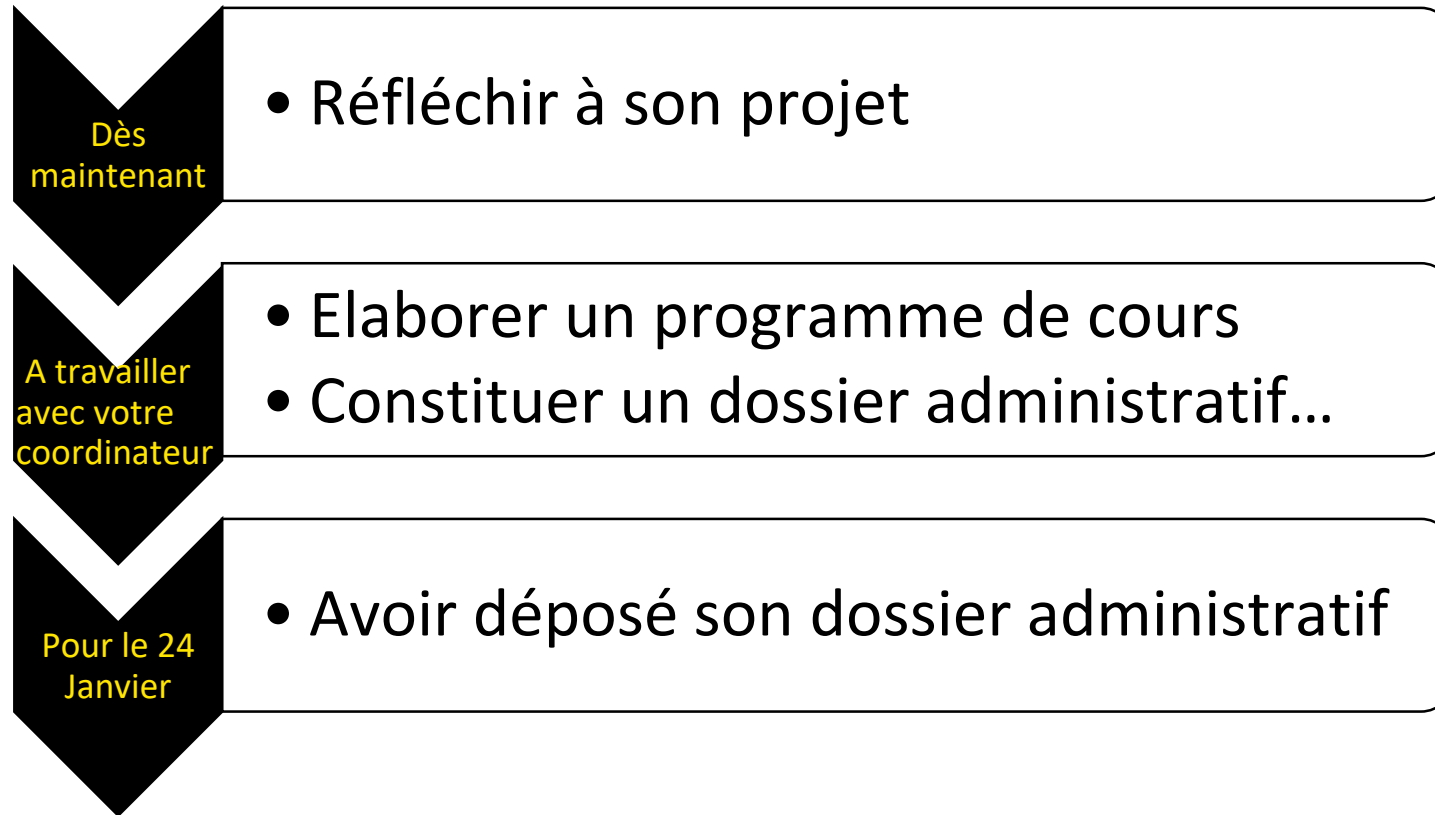 Dès
maintenant
• Réfléchir à son projet
A travailler
avec votre
coordinateur
• Elaborer un programme de cours
• Constituer un dossier administratif…
Pour le 24
Janvier
• Avoir déposé son dossier administratif